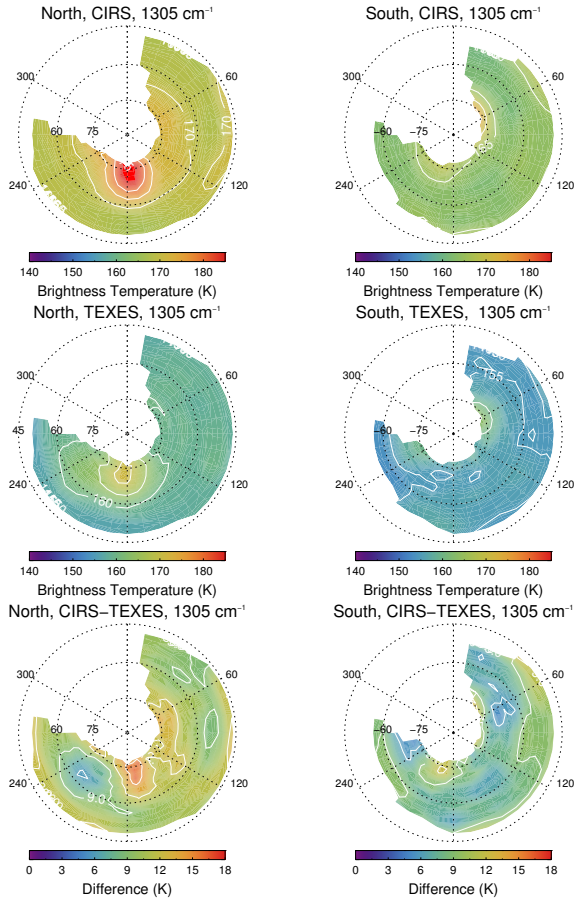 North, CIRS, 1305 cm⁻¹
South, CIRS, 1305 cm⁻¹
300 60 60 75 240 120 170 170
300 60 −60 −75 240 120
140 150 160 170 180
140 150 160 170 180
Brightness Temperature (K)
Brightness Temperature (K)
North, TEXES, 1305 cm⁻¹
South, TEXES, 1305 cm⁻¹
300 60 45 60 75 240 120 160
300 60 −60 −75 240 120 155
140 150 160 170 180
140 150 160 170 180
Brightness Temperature (K)
Brightness Temperature (K)
North, CIRS−TEXES, 1305 cm⁻¹
South, CIRS−TEXES, 1305 cm⁻¹
300 60 60 75 240 120 9.0
300 60 −60 −75 240 120
0 3 6 9 12 15 18
0 3 6 9 12 15 18
Difference (K)
Difference (K)